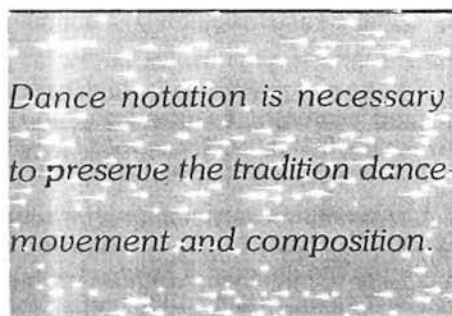 Dance notation is necessary
to preserve the tradition dance-
movement and composition.